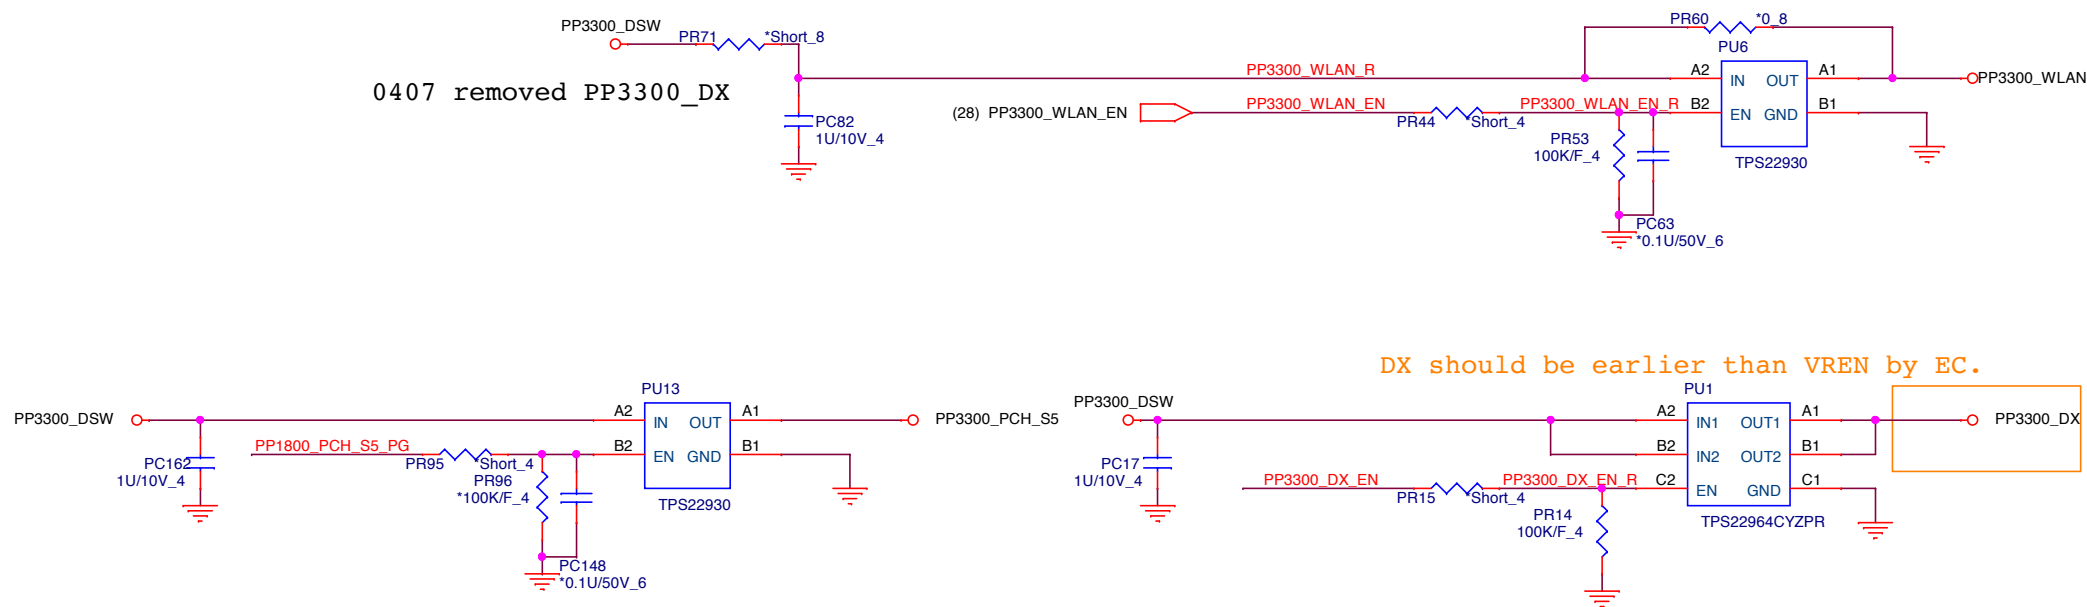 PP3300_DSW
PR71
*Short_8
0407 removed PP3300_DX
PC82
1U/10V_4
PP3300_WLAN_R
(28) PP3300_WLAN_EN
PP3300_WLAN_EN
PR44
Short_4
PP3300_WLAN_EN_R
PR60
*0_8
PU6
A2
IN
OUT
A1
PP3300_WLAN
B2
EN
GND
B1
TPS22930
PR53
100K/F_4
PC63
*0.1U/50V_6
PP3300_DSW
PC162
1U/10V_4
PP1800_PCH_S5_PG
PR95
Short_4
PR96
*100K/F_4
PC148
*0.1U/50V_6
PU13
A2
IN
OUT
A1
PP3300_PCH_S5
B2
EN
GND
B1
TPS22930
DX should be earlier than VREN by EC.
PP3300_DSW
PC17
1U/10V_4
PP3300_DX_EN
PR15
Short_4
PP3300_DX_EN_R
PR14
100K/F_4
PU1
A2
IN1
OUT1
A1
PP3300_DX
B2
IN2
OUT2
B1
C2
EN
GND
C1
TPS22964CYZPR